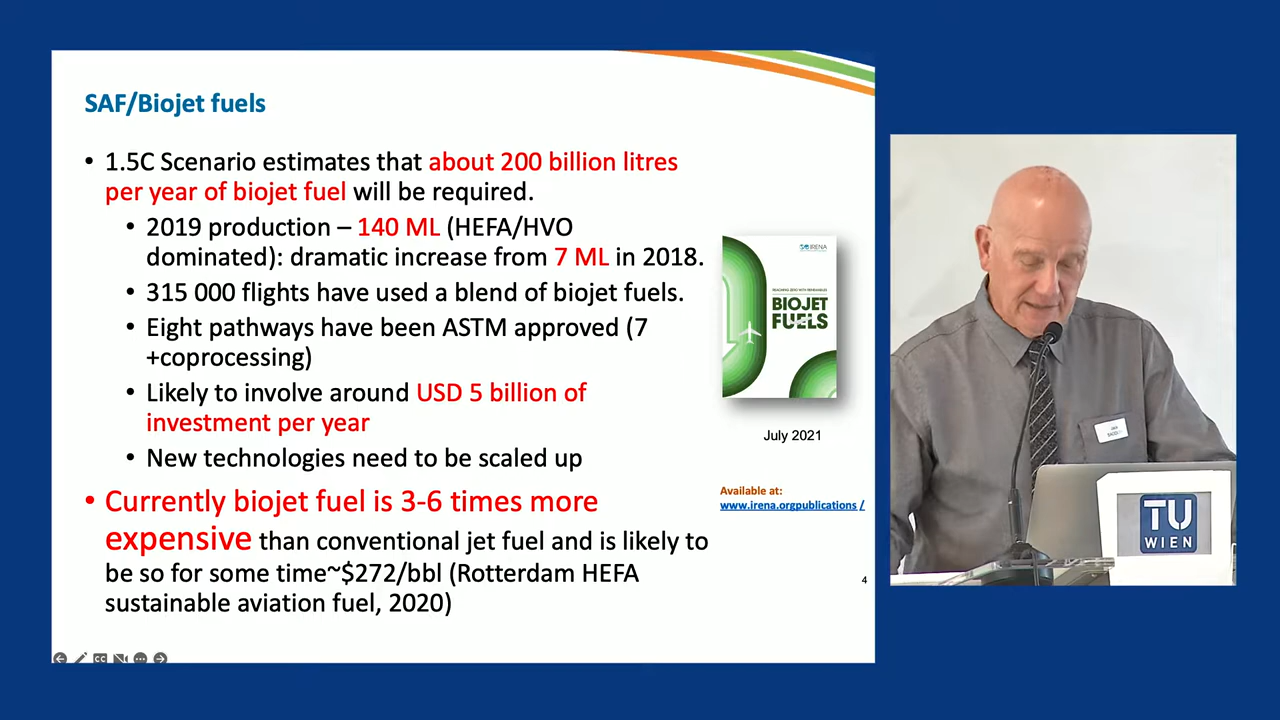 SAF/Biojet fuels
• 1.5C Scenario estimates that about 200 billion litres
per year of biojet fuel will be required.
• 2019 production – 140 ML (HEFA/HVO
dominated): dramatic increase from 7 ML in 2018.
• 315 000 flights have used a blend of biojet fuels.
• Eight pathways have been ASTM approved (7
+coprocessing)
• Likely to involve around USD 5 billion of
investment per year
• New technologies need to be scaled up
• Currently biojet fuel is 3-6 times more
expensive than conventional jet fuel and is likely to
be so for some time~$272/bbl (Rotterdam HEFA
sustainable aviation fuel, 2020)
IRENA
REACHING ZERO WITH RENEWABLES
BIOJET
FUELS
July 2021
Available at:
www.irena.orgpublications /
4
TU
WIEN